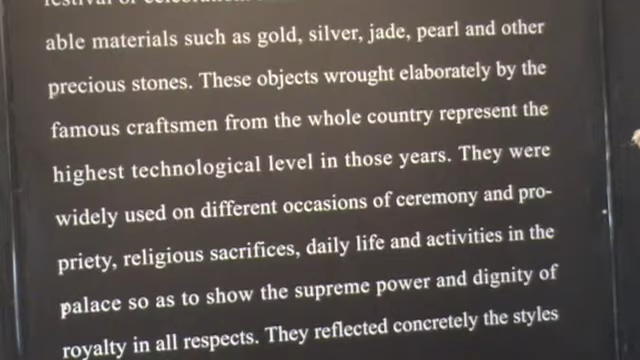 able materials such as gold, silver, jade, pearl and other
precious stones. These objects wrought elaborately by the
famous craftsmen from the whole country represent the
highest technological level in those years. They were
widely used on different occasions of ceremony and pro-
priety, religious sacrifices, daily life and activities in the
palace so as to show the supreme power and dignity of
royalty in all respects. They reflected concretely the styles